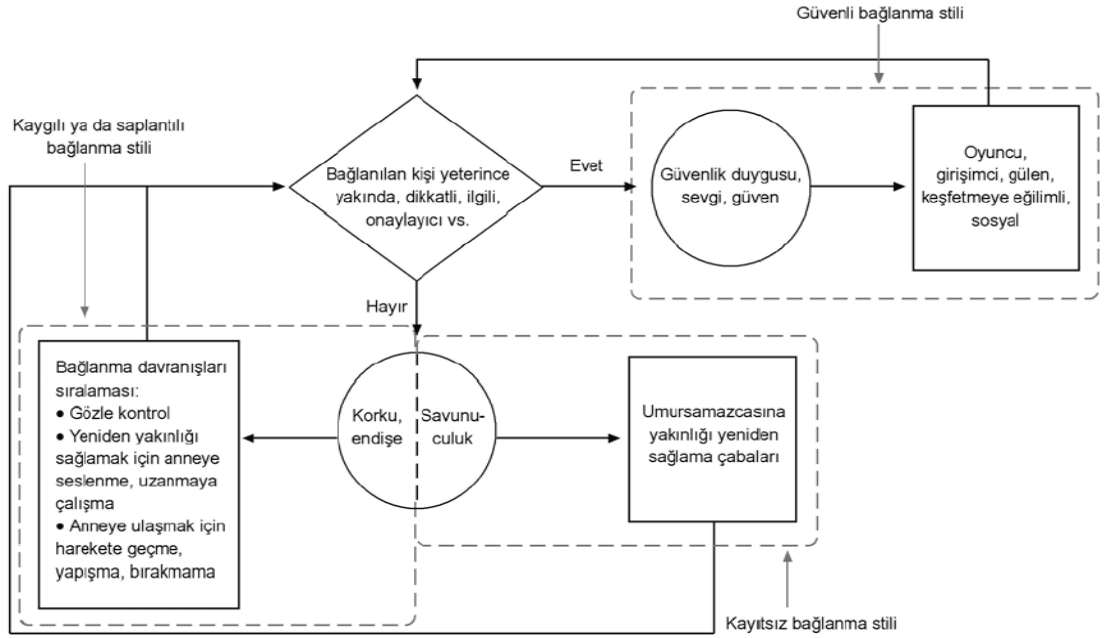 Güvenli bağlanma stili
Kaygılı ya da saplantılı
bağlanma stili
Bağlanılan kişi yeterince
yakında, dikkatli, ilgili,
onaylayıcı vs.
Evet
Güvenlik duygusu,
sevgi, güven
Oyuncu,
girişimci, gülen,
keşfetmeye eğilimli,
sosyal
Hayır
Bağlanma davranışları
sıralaması:
● Gözle kontrol
● Yeniden yakınlığı
sağlamak için anneye
seslenme, uzanmaya
çalışma
● Anneye ulaşmak için
harekete geçme,
yapışma, bırakmama
Korku,
endişe
Savunu-
culuk
Umursamazcasına
yakınlığı yeniden
sağlama çabaları
Kayıtsız bağlanma stili